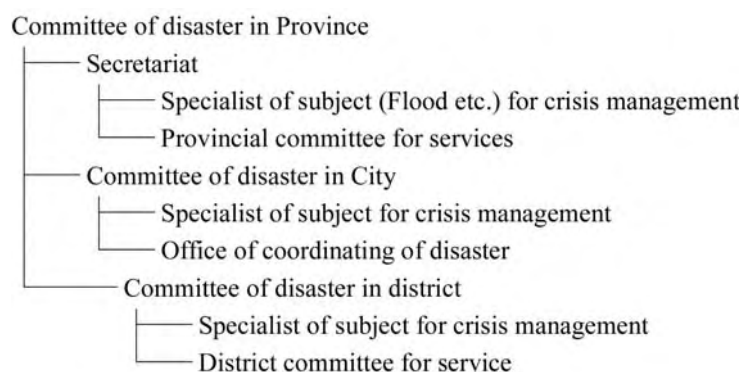 Committee of disaster in Province
Secretariat
Specialist of subject (Flood etc.) for crisis management
Provincial committee for services
Committee of disaster in City
Specialist of subject for crisis management
Office of coordinating of disaster
Committee of disaster in district
Specialist of subject for crisis management
District committee for service